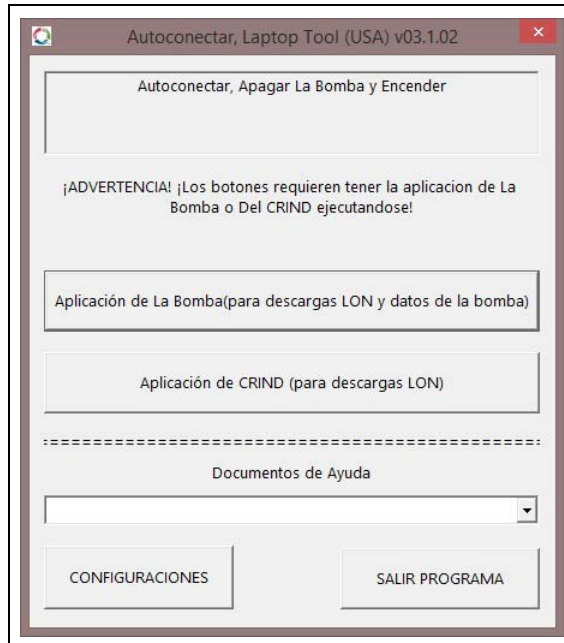 Autoconectar, Laptop Tool (USA) v03.1.02
Autoconectar, Apagar La Bomba y Encender
¡ADVERTENCIA! ¡Los botones requieren tener la aplicacion de La
Bomba o Del CRIND ejecutandose!
Aplicación de La Bomba(para descargas LON y datos de la bomba)
Aplicación de CRIND (para descargas LON)
Documentos de Ayuda
CONFIGURACIONES
SALIR PROGRAMA